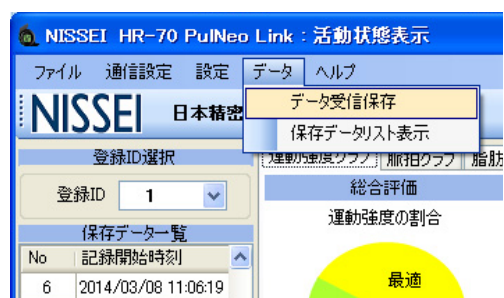 NISSEI HR-70 PulNeo Link : 活動状態表示
ファイル 通信設定 設定 データ ヘルプ
データ受信保存
保存データリスト表示
NISSEI 日本精密
登録ID選択
登録ID 1
保存データ一覧
No 記録開始時刻
6 2014/03/08 11:06:19
運動強度グラフ 脈拍グラフ 脂肪
総合評価
運動強度の割合
最適